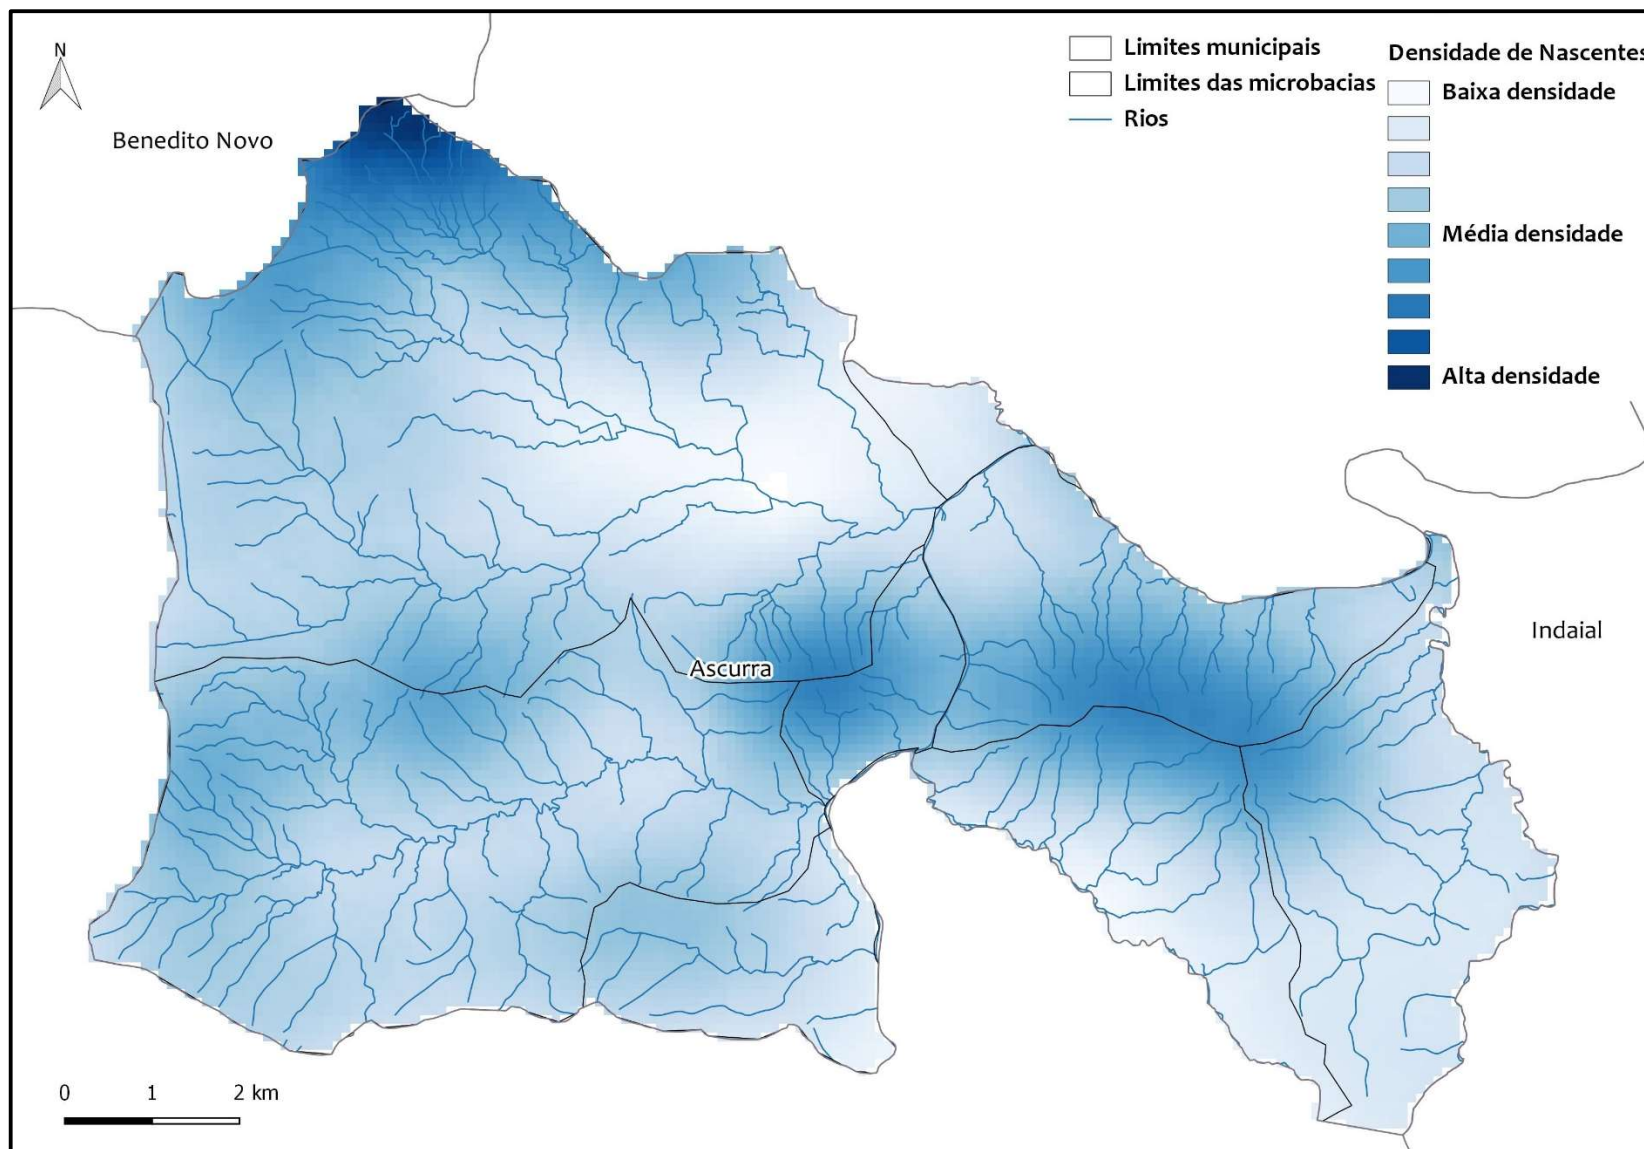 N
Benedito Novo
Limites municipais
Limites das microbacias
Rios
Densidade de Nascentes
Baixa densidade
Média densidade
Alta densidade
Ascurra
Indaial
0 1 2 km